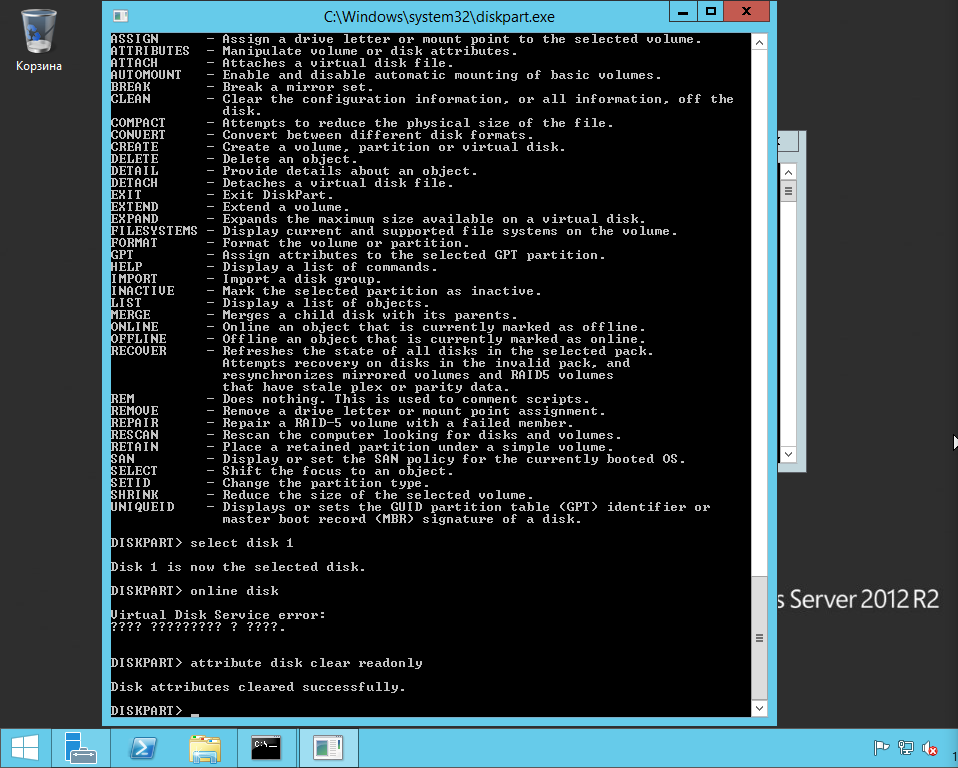 C:\Windows\system32\diskpart.exe
Корзина
ASSIGN - Assign a drive letter or mount point to the selected volume.
ATTRIBUTES - Manipulate volume or disk attributes.
ATTACH - Attaches a virtual disk file.
AUTOMOUNT - Enable and disable automatic mounting of basic volumes.
BREAK - Break a mirror set.
CLEAN - Clear the configuration information, or all information, off the
disk.
COMPACT - Attempts to reduce the physical size of the file.
CONVERT - Convert between different disk formats.
CREATE - Create a volume, partition or virtual disk.
DELETE - Delete an object.
DETAIL - Provide details about an object.
DETACH - Detaches a virtual disk file.
EXIT - Exit DiskPart.
EXTEND - Extend a volume.
EXPAND - Expands the maximum size available on a virtual disk.
FILESYSTEMS - Display current and supported file systems on the volume.
FORMAT - Format the volume or partition.
GPT - Assign attributes to the selected GPT partition.
HELP - Display a list of commands.
IMPORT - Import a disk group.
INACTIVE - Mark the selected partition as inactive.
LIST - Display a list of objects.
MERGE - Merges a child disk with its parents.
ONLINE - Online an object that is currently marked as offline.
OFFLINE - Offline an object that is currently marked as online.
RECOVER - Refreshes the state of all disks in the selected pack.
Attempts recovery on disks in the invalid pack, and
resynchronizes mirrored volumes and RAID5 volumes
that have stale plex or parity data.
REM - Does nothing. This is used to comment scripts.
REMOVE - Remove a drive letter or mount point assignment.
REPAIR - Repair a RAID-5 volume with a failed member.
RESCAN - Rescan the computer looking for disks and volumes.
RETAIN - Place a retained partition under a simple volume.
SAN - Display or set the SAN policy for the currently booted OS.
SELECT - Shift the focus to an object.
SETID - Change the partition type.
SHRINK - Reduce the size of the selected volume.
UNIQUEID - Displays or sets the GUID partition table (GPT) identifier or
master boot record (MBR) signature of a disk.
DISKPART> select disk 1
Disk 1 is now the selected disk.
DISKPART> online disk
Virtual Disk Service error:
???? ????????? ? ????.
DISKPART> attribute disk clear readonly
Disk attributes cleared successfully.
DISKPART> _
s Server 2012 R2
C:\_
1